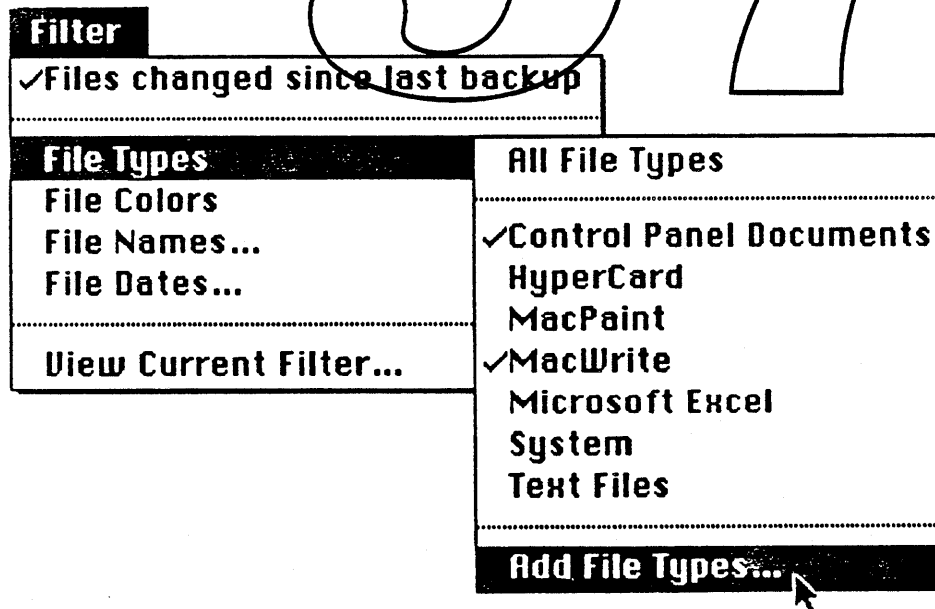 Filter
✓Files changed since last backup
File Types
File Colors
File Names...
File Dates...
View Current Filter...
All File Types
✓Control Panel Documents
HyperCard
MacPaint
✓MacWrite
Microsoft Excel
System
Text Files
Add File Types...